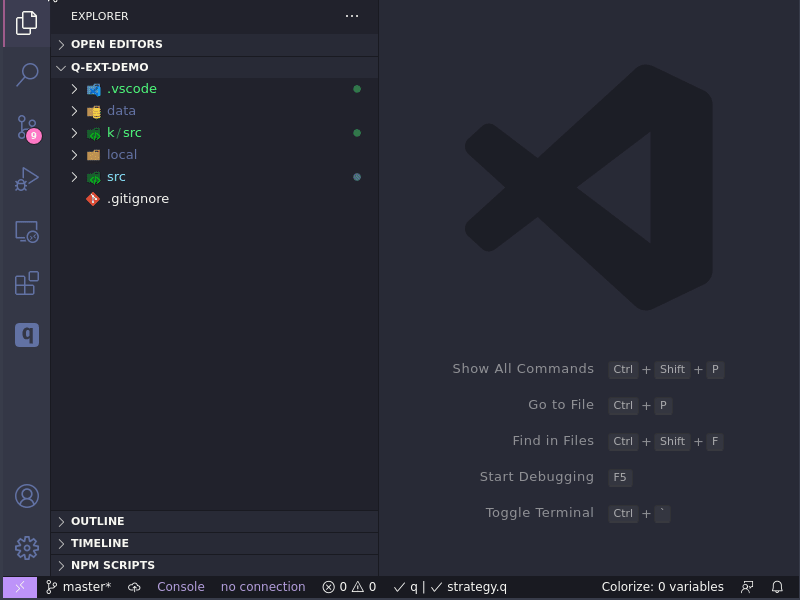 EXPLORER
OPEN EDITORS
Q-EXT-DEMO
.vscode
data
k/src
local
src
.gitignore
9
q
Show All Commands Ctrl + Shift + P
Go to File Ctrl + P
Find in Files Ctrl + Shift + F
Start Debugging F5
Toggle Terminal Ctrl + `
OUTLINE
TIMELINE
NPM SCRIPTS
master* Console no connection 0 0 q | strategy.q Colorize: 0 variables